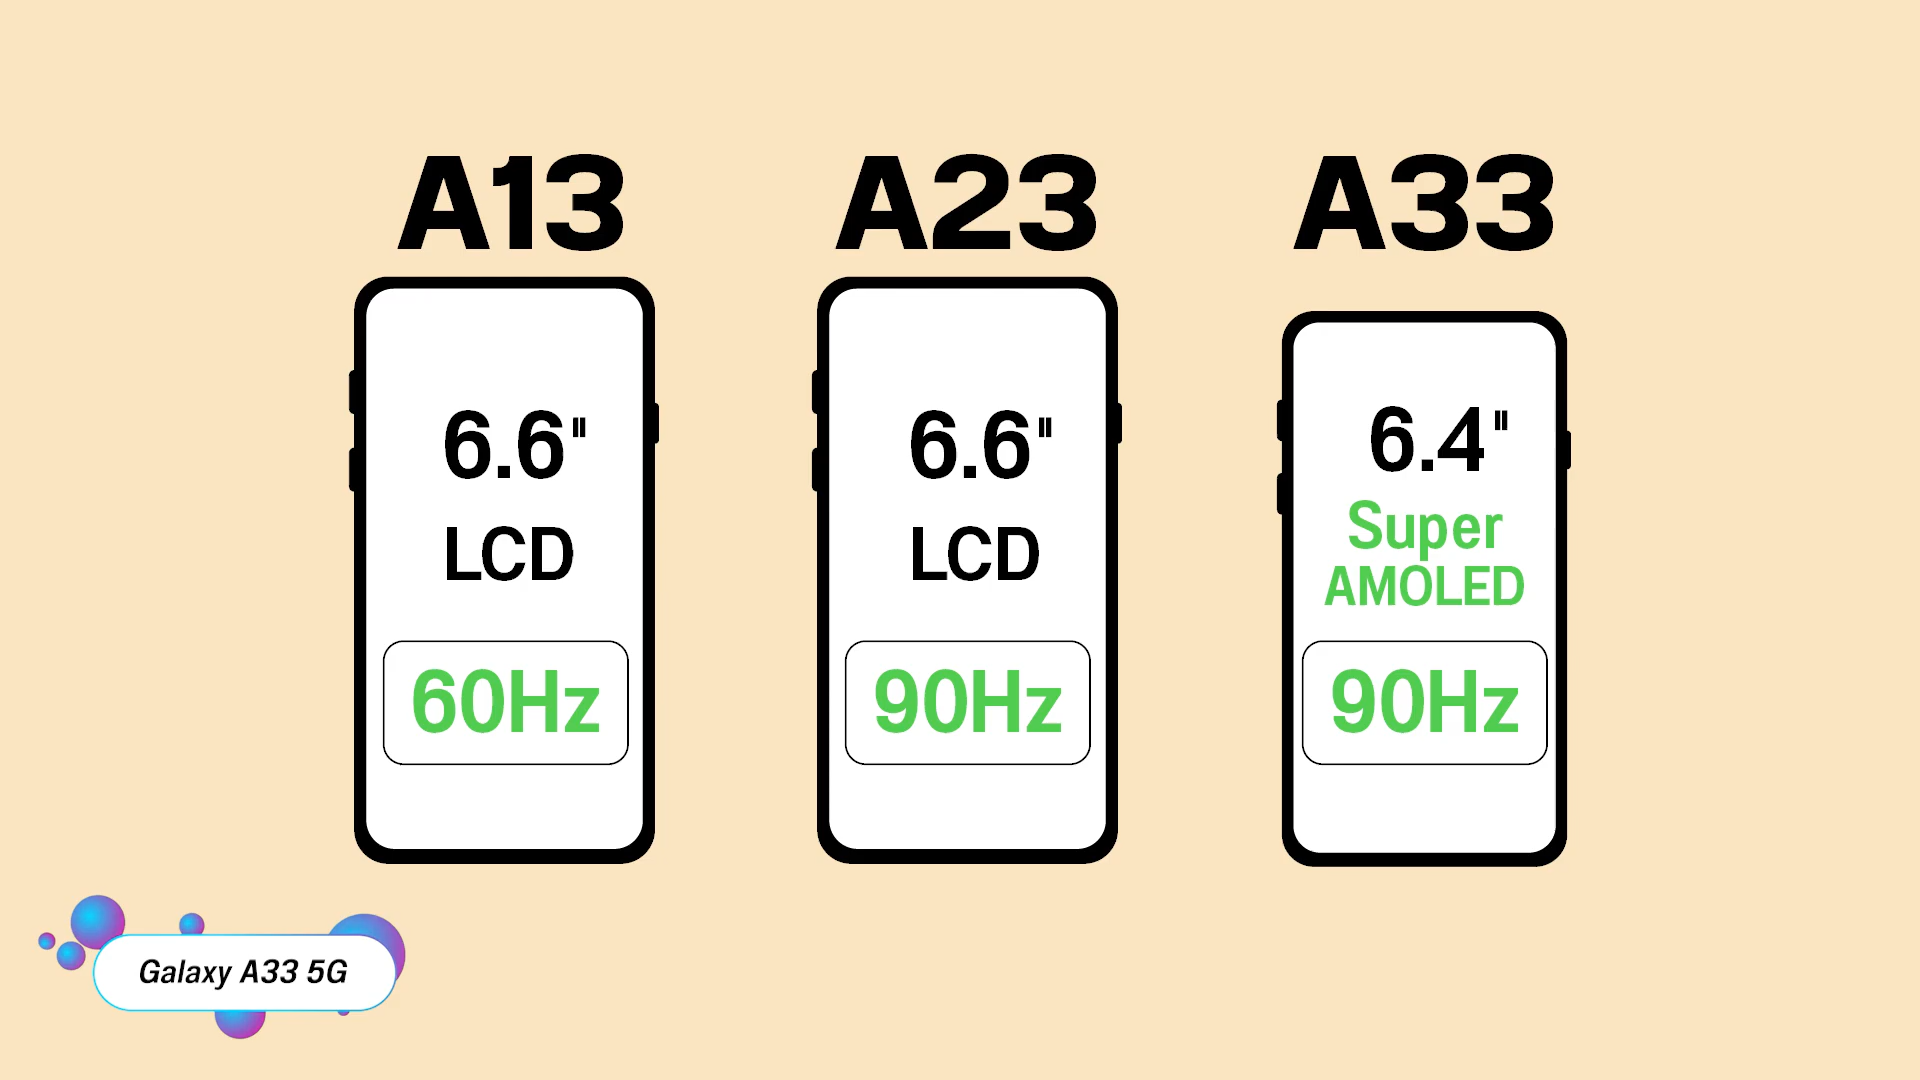 A13
A23
A33
6.6"
LCD
60Hz
6.6"
LCD
90Hz
6.4"
Super
AMOLED
90Hz
Galaxy A33 5G